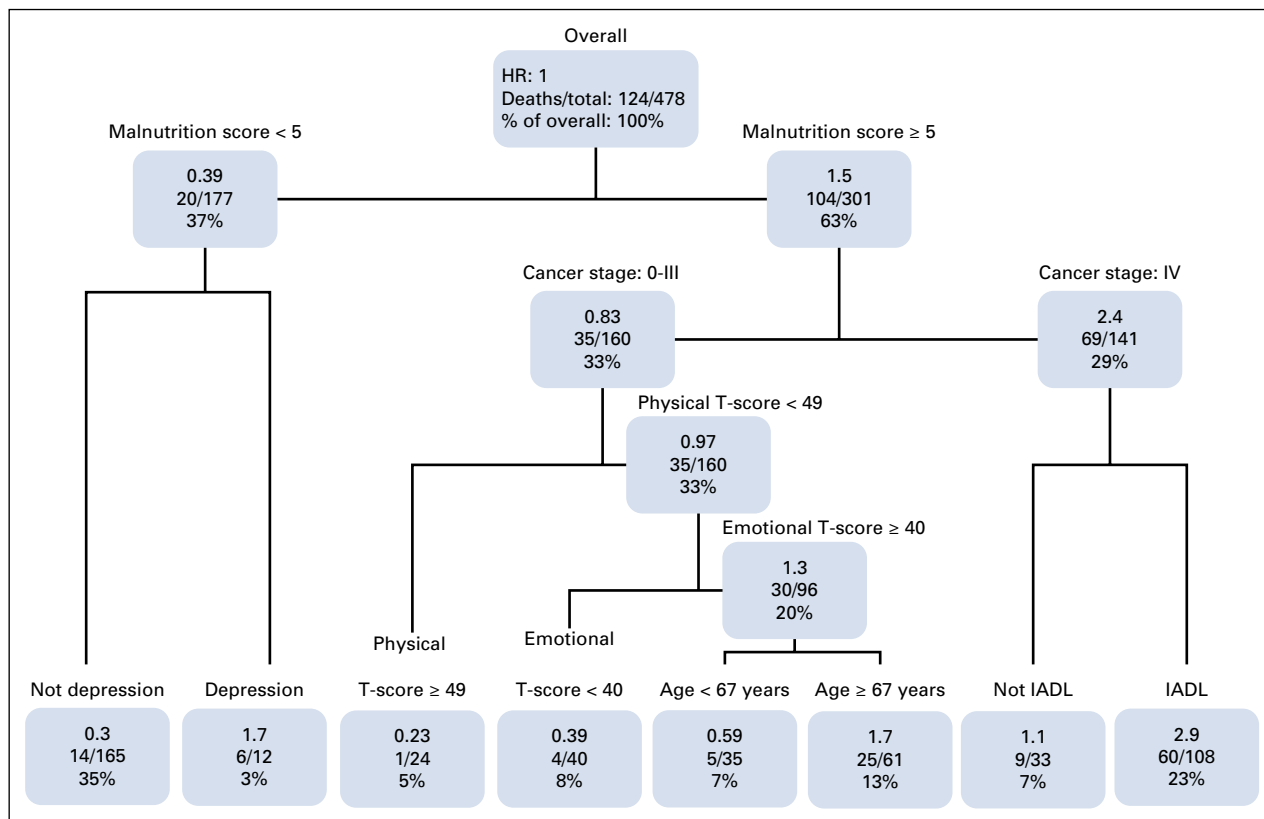 Overall
HR: 1
Deaths/total: 124/478
% of overall: 100%
Malnutrition score < 5
0.39
20/177
37%
Malnutrition score ≥ 5
1.5
104/301
63%
Cancer stage: 0-III
0.83
35/160
33%
Cancer stage: IV
2.4
69/141
29%
Physical T-score < 49
0.97
35/160
33%
Emotional T-score ≥ 40
1.3
30/96
20%
Not depression
0.3
14/165
35%
Depression
1.7
6/12
3%
Physical
T-score ≥ 49
0.23
1/24
5%
Emotional
T-score < 40
0.39
4/40
8%
Age < 67 years
0.59
5/35
7%
Age ≥ 67 years
1.7
25/61
13%
Not IADL
1.1
9/33
7%
IADL
2.9
60/108
23%